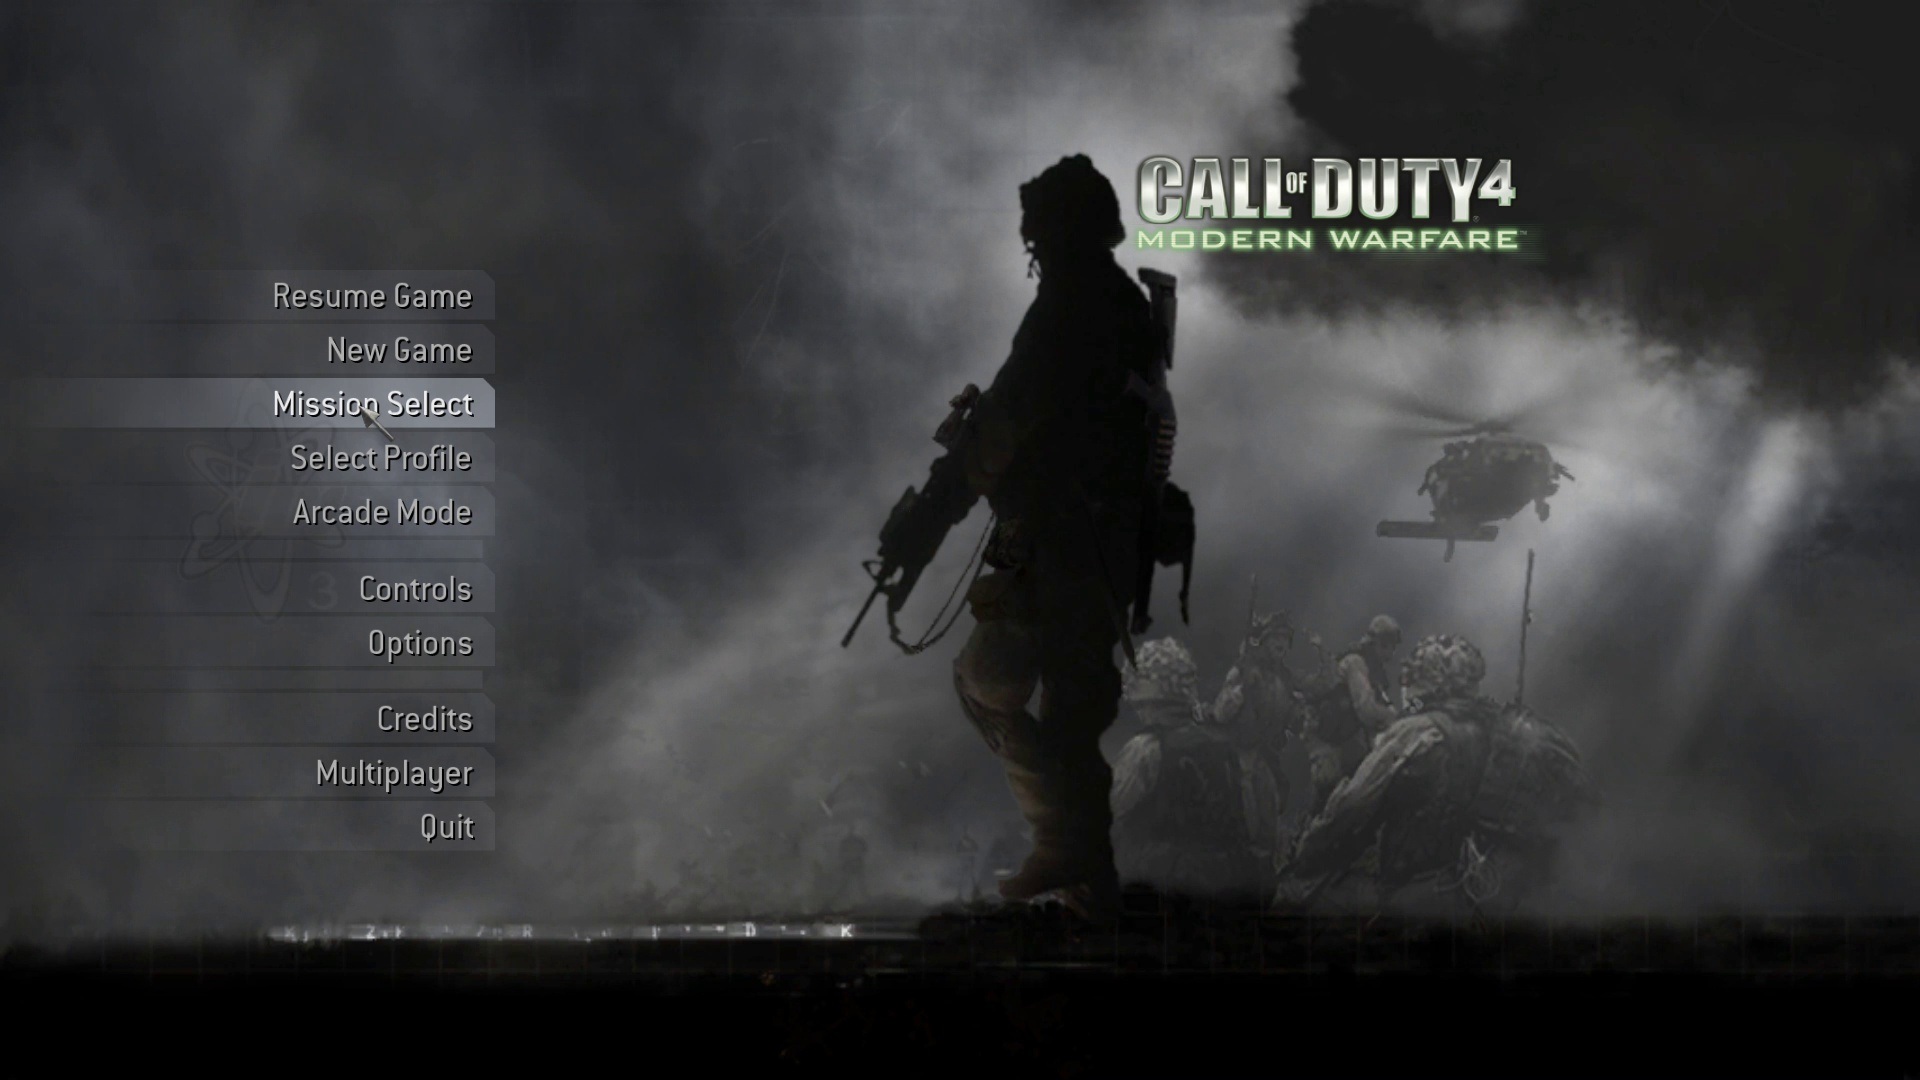 CALL OF DUTY 4
MODERN WARFARE™
Resume Game
New Game
Mission Select
Select Profile
Arcade Mode
Controls
Options
Credits
Multiplayer
Quit